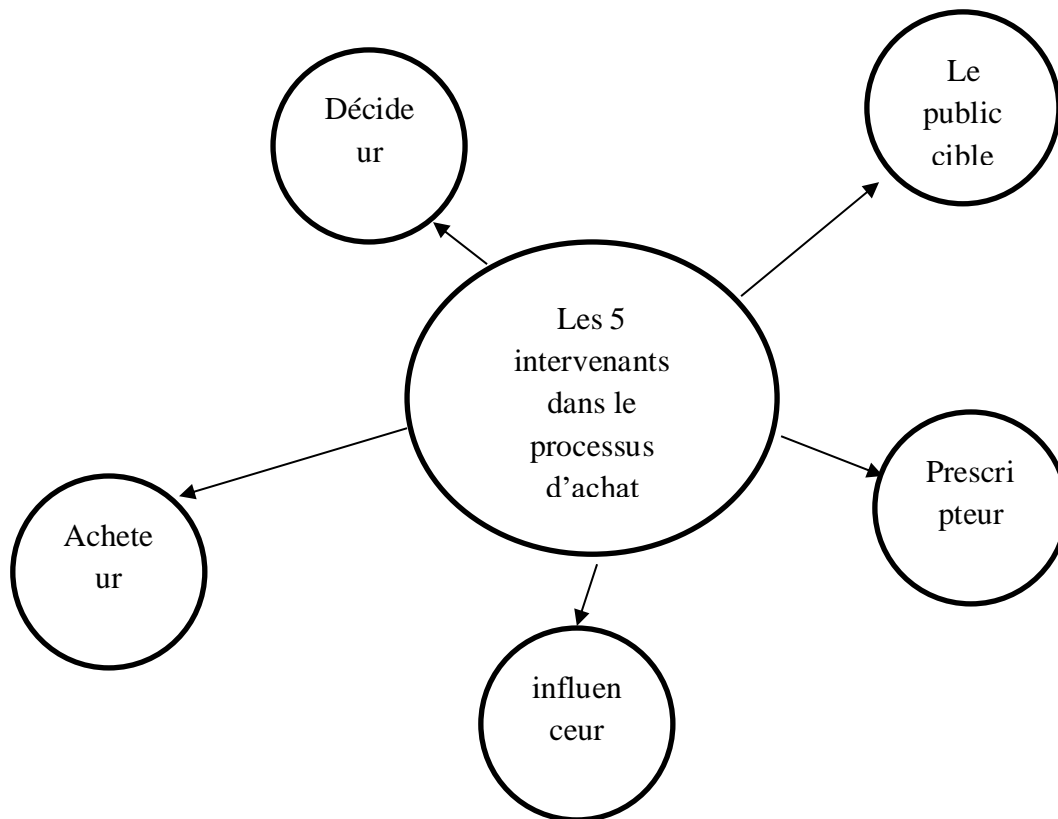 Décide
ur
Le
public
cible
Les 5
intervenants
dans le
processus
d’achat
Prescri
pteur
Achete
ur
influen
ceur